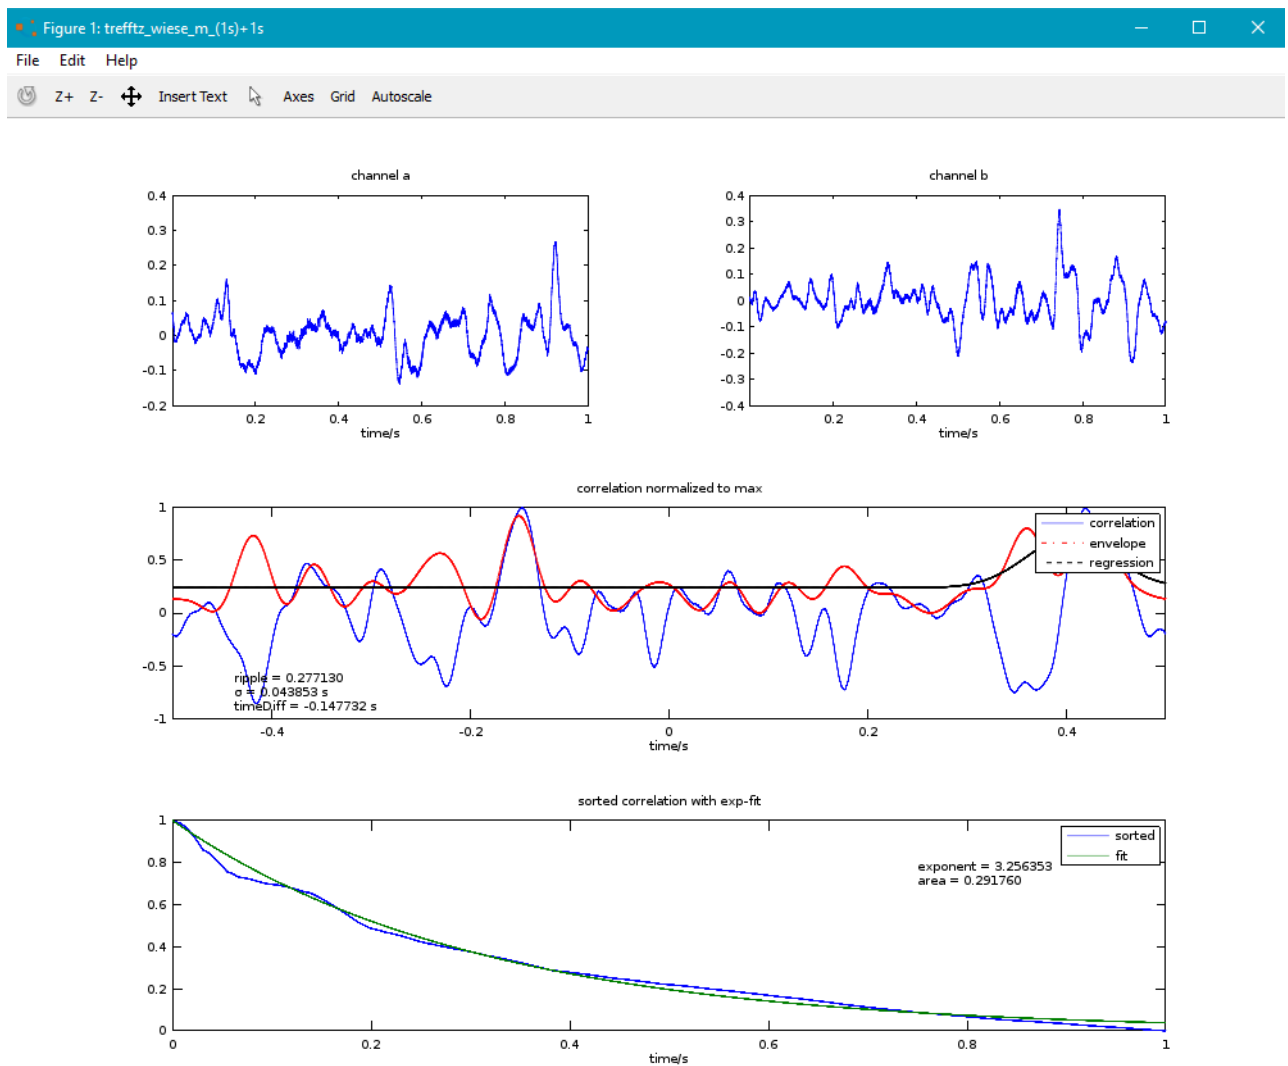 Figure 1: trefftz_wiese_m_(1s)+1s
File Edit Help
Z+ Z- Insert Text Axes Grid Autoscale
channel a
0.4
0.3
0.2
0.1
0
-0.1
-0.2
0.2 0.4 0.6 0.8 1
time/s
channel b
0.4
0.3
0.2
0.1
0
-0.1
-0.2
-0.3
-0.4
0.2 0.4 0.6 0.8 1
time/s
correlation normalized to max
1
0.5
0
-0.5
-1
correlation
envelope
regression
ripple = 0.277130
σ = 0.043853 s
timeDiff = -0.147732 s
-0.4 -0.2 0 0.2 0.4
time/s
sorted correlation with exp-fit
1
0.8
0.6
0.4
0.2
0
sorted
fit
exponent = 3.256353
area = 0.291760
0 0.2 0.4 0.6 0.8 1
time/s